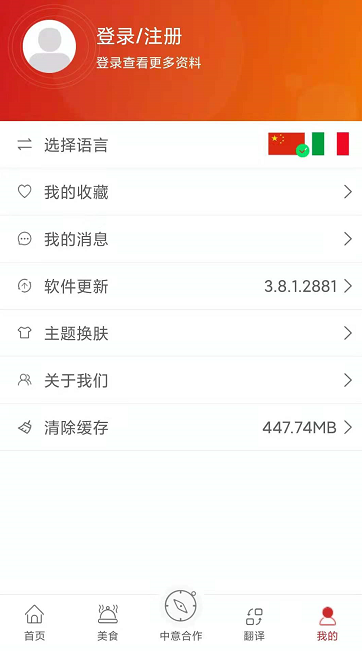 登录/注册
登录查看更多资料
选择语言
我的收藏
我的消息
软件更新 3.8.1.2881
主题换肤
关于我们
清除缓存 447.74MB
首页 美食 中意合作 翻译 我的